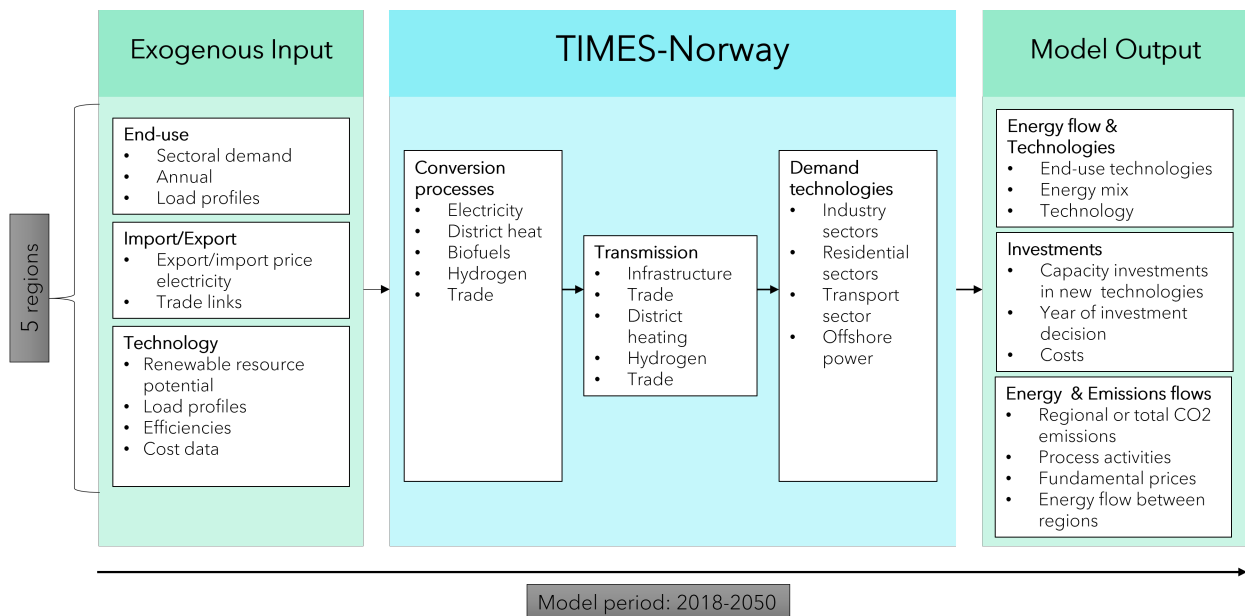 Exogenous Input
TIMES-Norway
Model Output
5 regions
End-use
• Sectoral demand
• Annual
• Load profiles
Import/Export
• Export/import price
electricity
• Trade links
Technology
• Renewable resource
potential
• Load profiles
• Efficiencies
• Cost data
Conversion
processes
• Electricity
• District heat
• Biofuels
• Hydrogen
• Trade
Transmission
• Infrastructure
• Trade
• District
heating
• Hydrogen
• Trade
Demand
technologies
• Industry
sectors
• Residential
sectors
• Transport
sector
• Offshore
power
Energy flow &
Technologies
• End-use technologies
• Energy mix
• Technology
Investments
• Capacity investments
in new technologies
• Year of investment
decision
• Costs
Energy & Emissions flows
• Regional or total CO2
emissions
• Process activities
• Fundamental prices
• Energy flow between
regions
Model period: 2018-2050